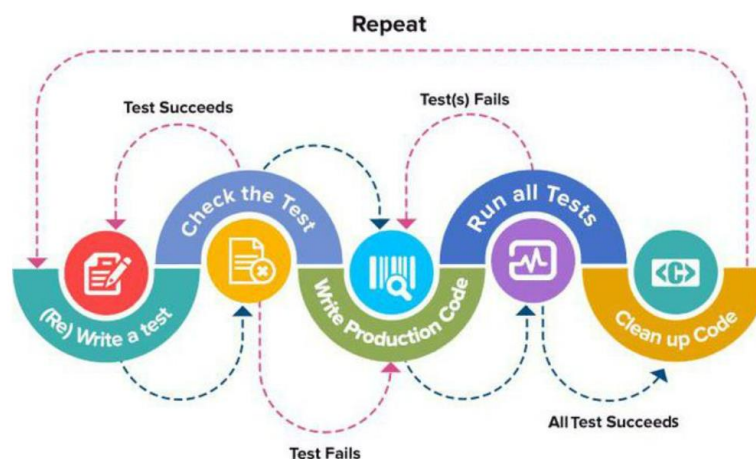 Repeat
Test Succeeds
Test(s) Fails
Check the Test
Run all Tests
(Re) Write a test
Write Production Code
<C>
Clean up Code
All Test Succeeds
Test Fails